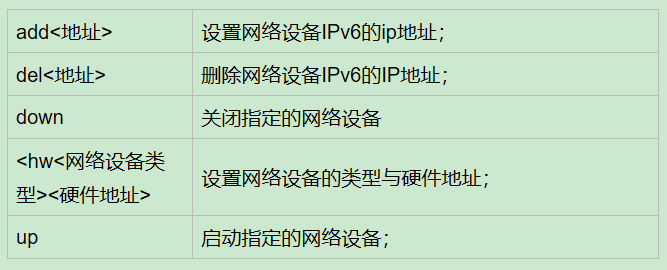 add<地址> 设置网络设备IPv6的ip地址；
del<地址> 删除网络设备IPv6的IP地址；
down 关闭指定的网络设备
<hw<网络设备类
型><硬件地址> 设置网络设备的类型与硬件地址；
up 启动指定的网络设备；